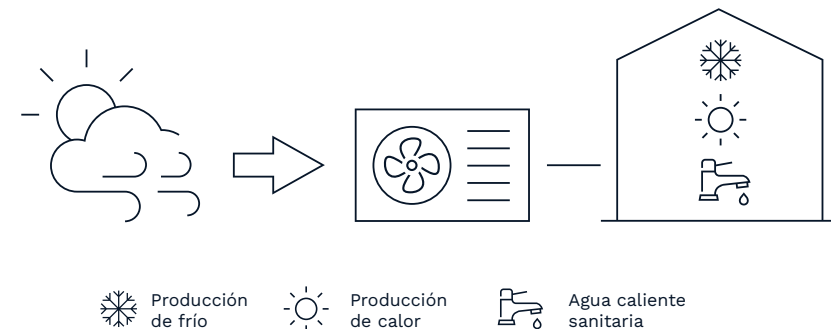 Producción
de frío
Producción
de calor
Agua caliente
sanitaria